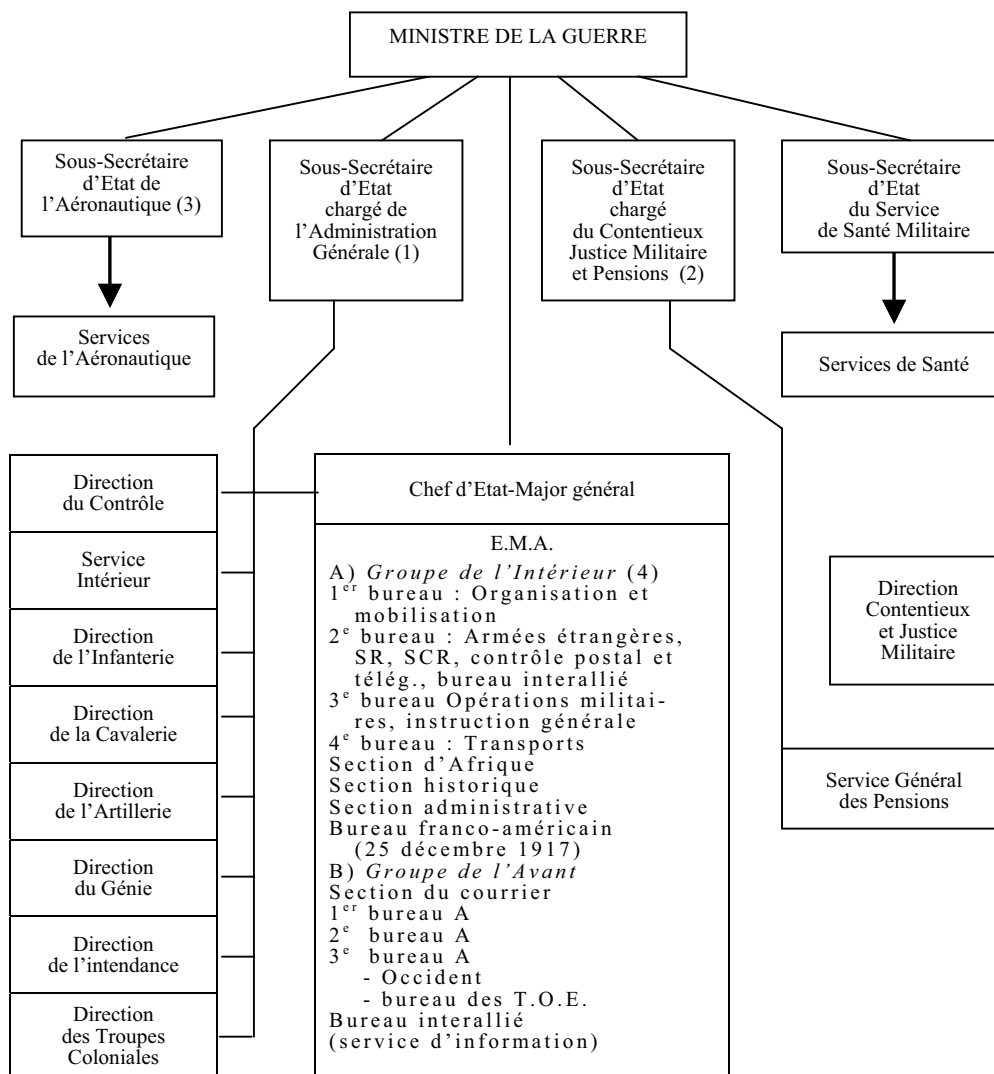 MINISTRE DE LA GUERRE
Sous-Secrétaire
d'Etat de
l'Aéronautique (3)
Sous-Secrétaire
d'Etat
chargé de
l'Administration
Générale (1)
Sous-Secrétaire
d'Etat
chargé
du Contentieux
Justice Militaire
et Pensions (2)
Sous-Secrétaire
d'Etat
du Service
de Santé Militaire
Services
de l'Aéronautique
Services de Santé
Direction
du Contrôle
Service
Intérieur
Direction
de l'Infanterie
Direction
de la Cavalerie
Direction
de l'Artillerie
Direction
du Génie
Direction
de l'intendance
Direction
des Troupes
Coloniales
Chef d'Etat-Major général
E.M.A.
A) Groupe de l'Intérieur (4)
1er bureau : Organisation et
mobilisation
2e bureau : Armées étrangères,
SR, SCR, contrôle postal et
télég., bureau interallié
3e bureau Opérations militai-
res, instruction générale
4e bureau : Transports
Section d'Afrique
Section historique
Section administrative
Bureau franco-américain
(25 décembre 1917)
B) Groupe de l'Avant
Section du courrier
1er bureau A
2e bureau A
3e bureau A
- Occident
- bureau des T.O.E.
Bureau interallié
(service d'information)
Direction
Contentieux
et Justice
Militaire
Service Général
des Pensions